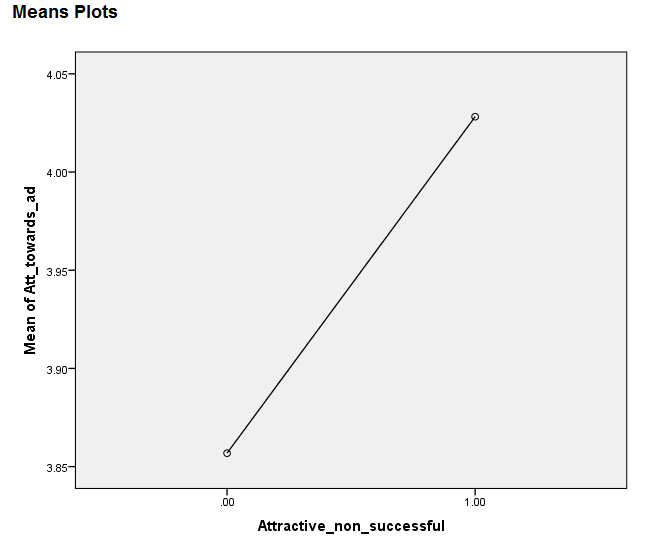 Means Plots
4.05
4.00
3.95
3.90
3.85
Mean of Att_towards_ad
.00
1.00
Attractive_non_successful